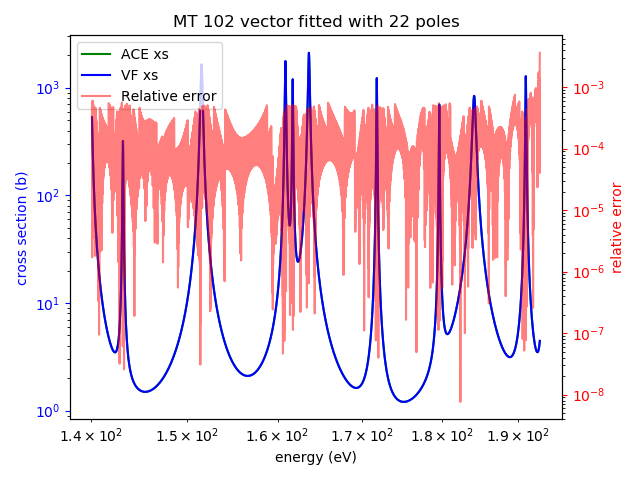 MT 102 vector fitted with 22 poles
ACE xs
VF xs
Relative error
cross section (b)
10³
10²
10¹
10⁰
relative error
10⁻³
10⁻⁴
10⁻⁵
10⁻⁶
10⁻⁷
10⁻⁸
1.4 × 10² 1.5 × 10² 1.6 × 10² 1.7 × 10² 1.8 × 10² 1.9 × 10²
energy (eV)